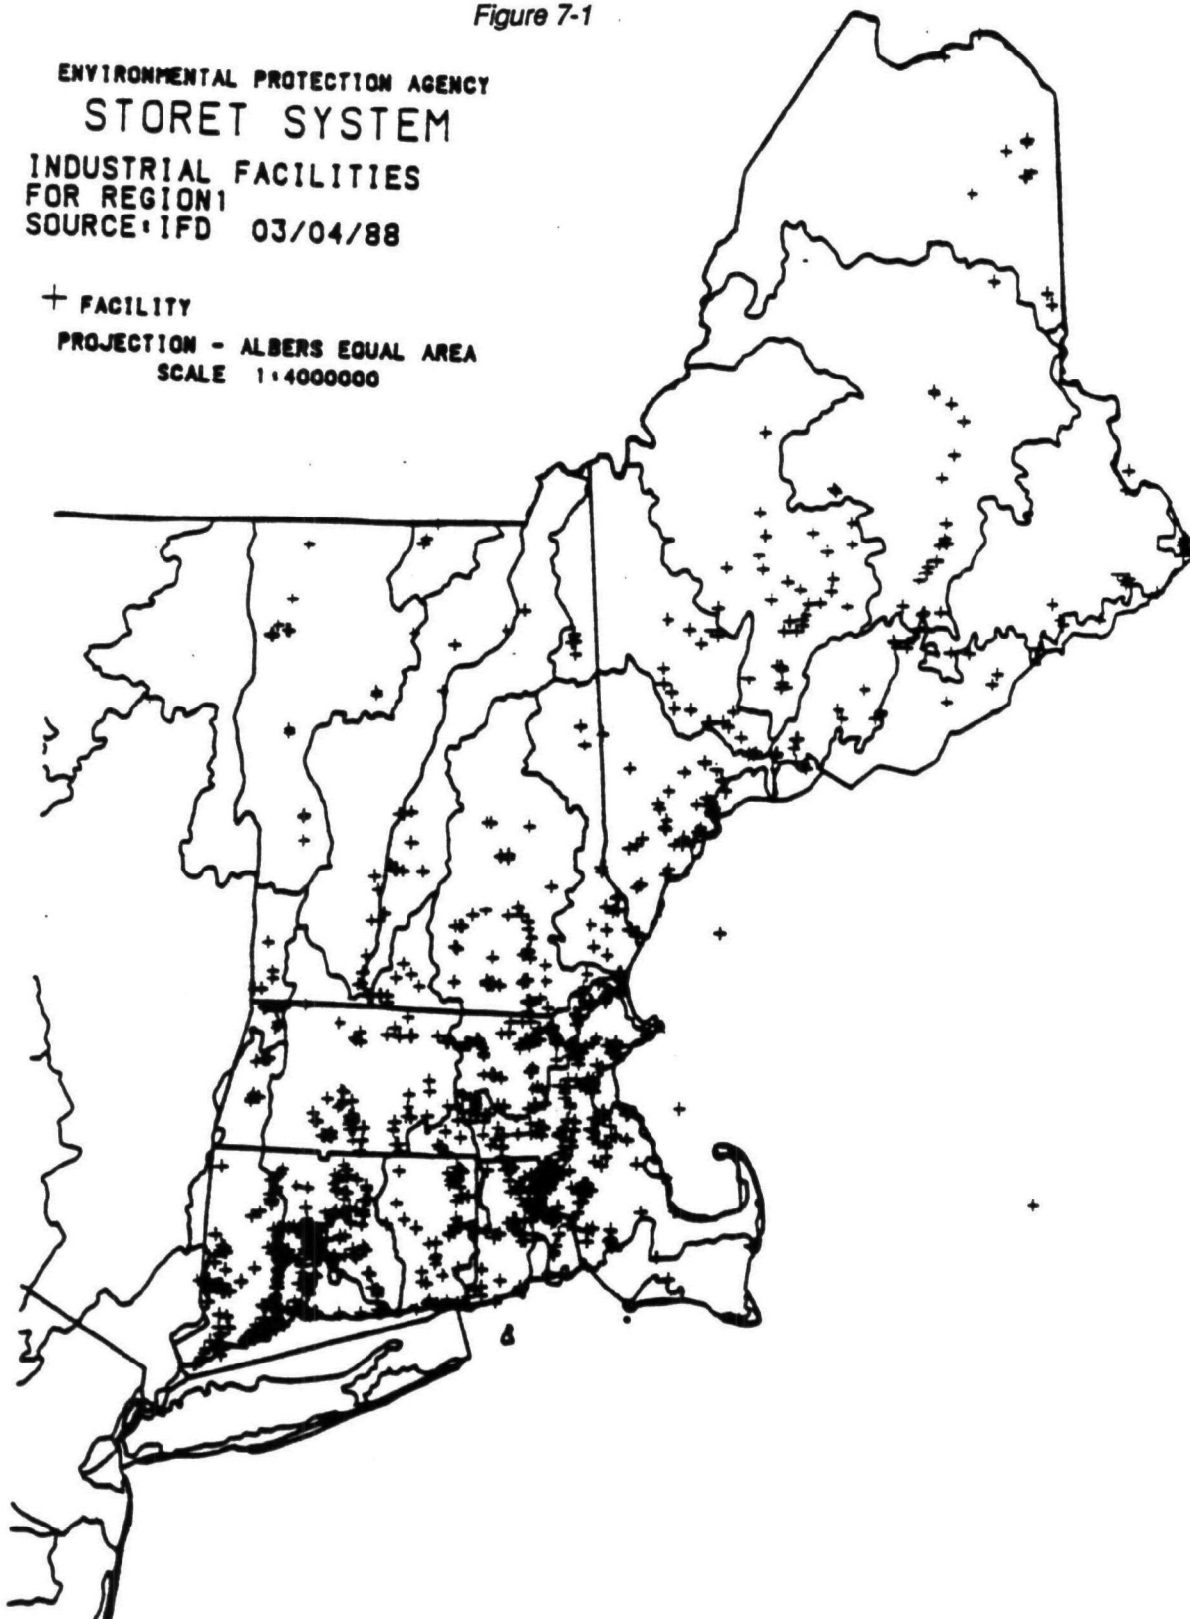 Figure 7-1
ENVIRONMENTAL PROTECTION AGENCY
STORET SYSTEM
INDUSTRIAL FACILITIES
FOR REGION1
SOURCE:IFD 03/04/88
+ FACILITY
PROJECTION - ALBERS EQUAL AREA
SCALE 1:4000000